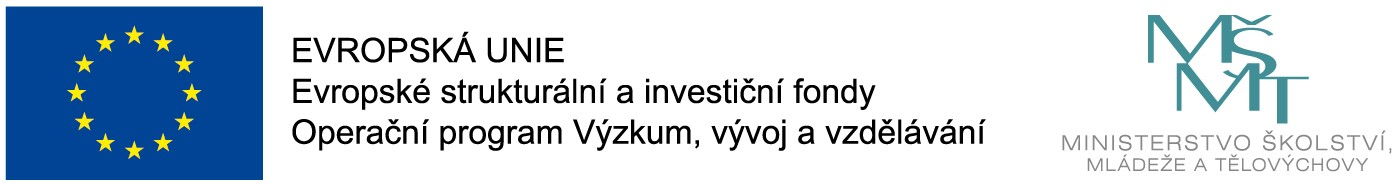 EVROPSKÁ UNIE
Evropské strukturální a investiční fondy
Operační program Výzkum, vývoj a vzdělávání
MŠ
MT
MINISTERSTVO ŠKOLSTVÍ,
MLÁDEŽE A TĚLOVÝCHOVY